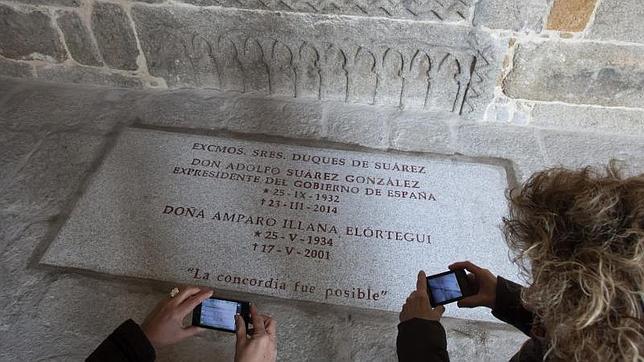 EXCMOS. SRES. DUQUES DE SUÁREZ
DON ADOLFO SUÁREZ GONZÁLEZ
EXPRESIDENTE DEL GOBIERNO DE ESPAÑA
★ 25 - IX - 1932
† 23 - III - 2014
DOÑA AMPARO ILLANA ELÓRTEGUI
★ 25 - V - 1934
† 17 - V - 2001
“La concordia fue posible”